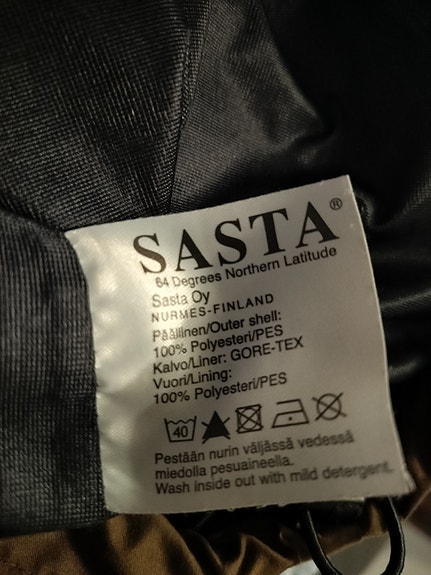 SASTA®
64 Degrees Northern Latitude
Sasta Oy
NURMES-FINLAND
Päällinen/Outer shell:
100% Polyesteri/PES
Kalvo/Liner: GORE-TEX
Vuori/Lining:
100% Polyesteri/PES
40
Pestään nurin väljässä vedessä
miedolla pesuaineella.
Wash inside out with mild detergent.